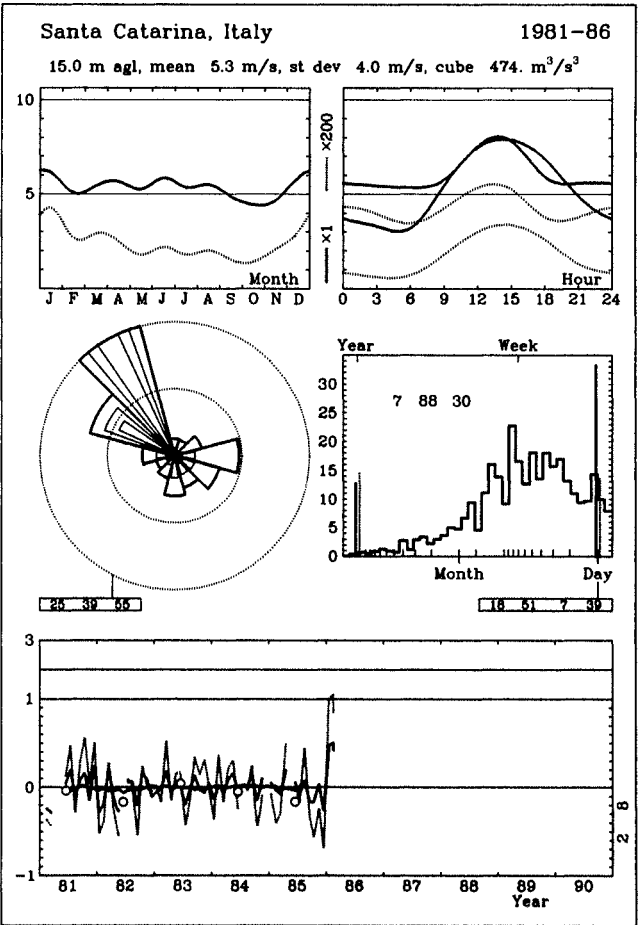 Santa Catarina, Italy 1981-86
15.0 m agl, mean 5.3 m/s, st dev 4.0 m/s, cube 474. m³/s³
10
5
J F M A M J J A S O N D
Month
×1 ×200
0 3 6 9 12 15 18 21 24
Hour
Year Week
7 88 30
35
30
25
20
15
10
5
0
Month Day
25 39 55
18 51 7 39
3
1
0
-1
2 8
81 82 83 84 85 86 87 88 89 90
Year